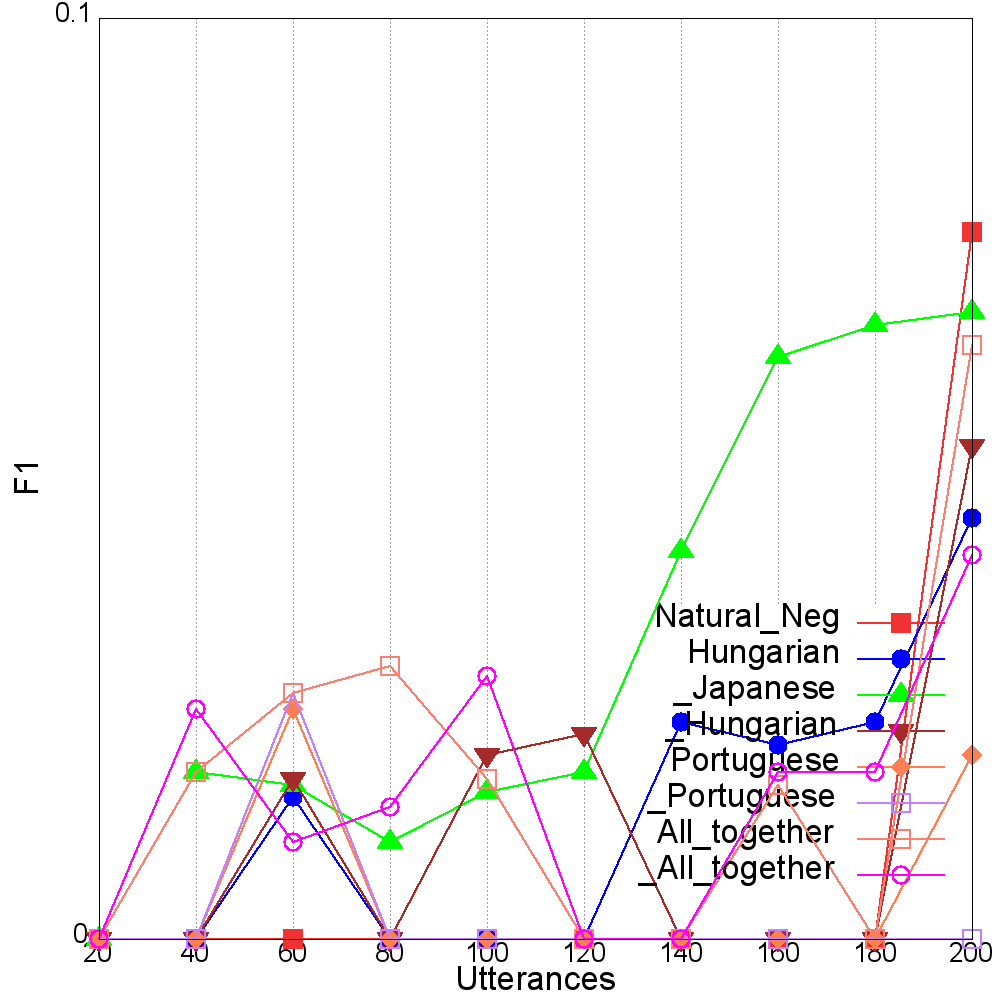 0.1
F1
Natural_Neg
Hungarian
_Japanese
_Hungarian
Portuguese
_Portuguese
All_together
_All_together
0
20 40 60 80 100 120 140 160 180 200
Utterances